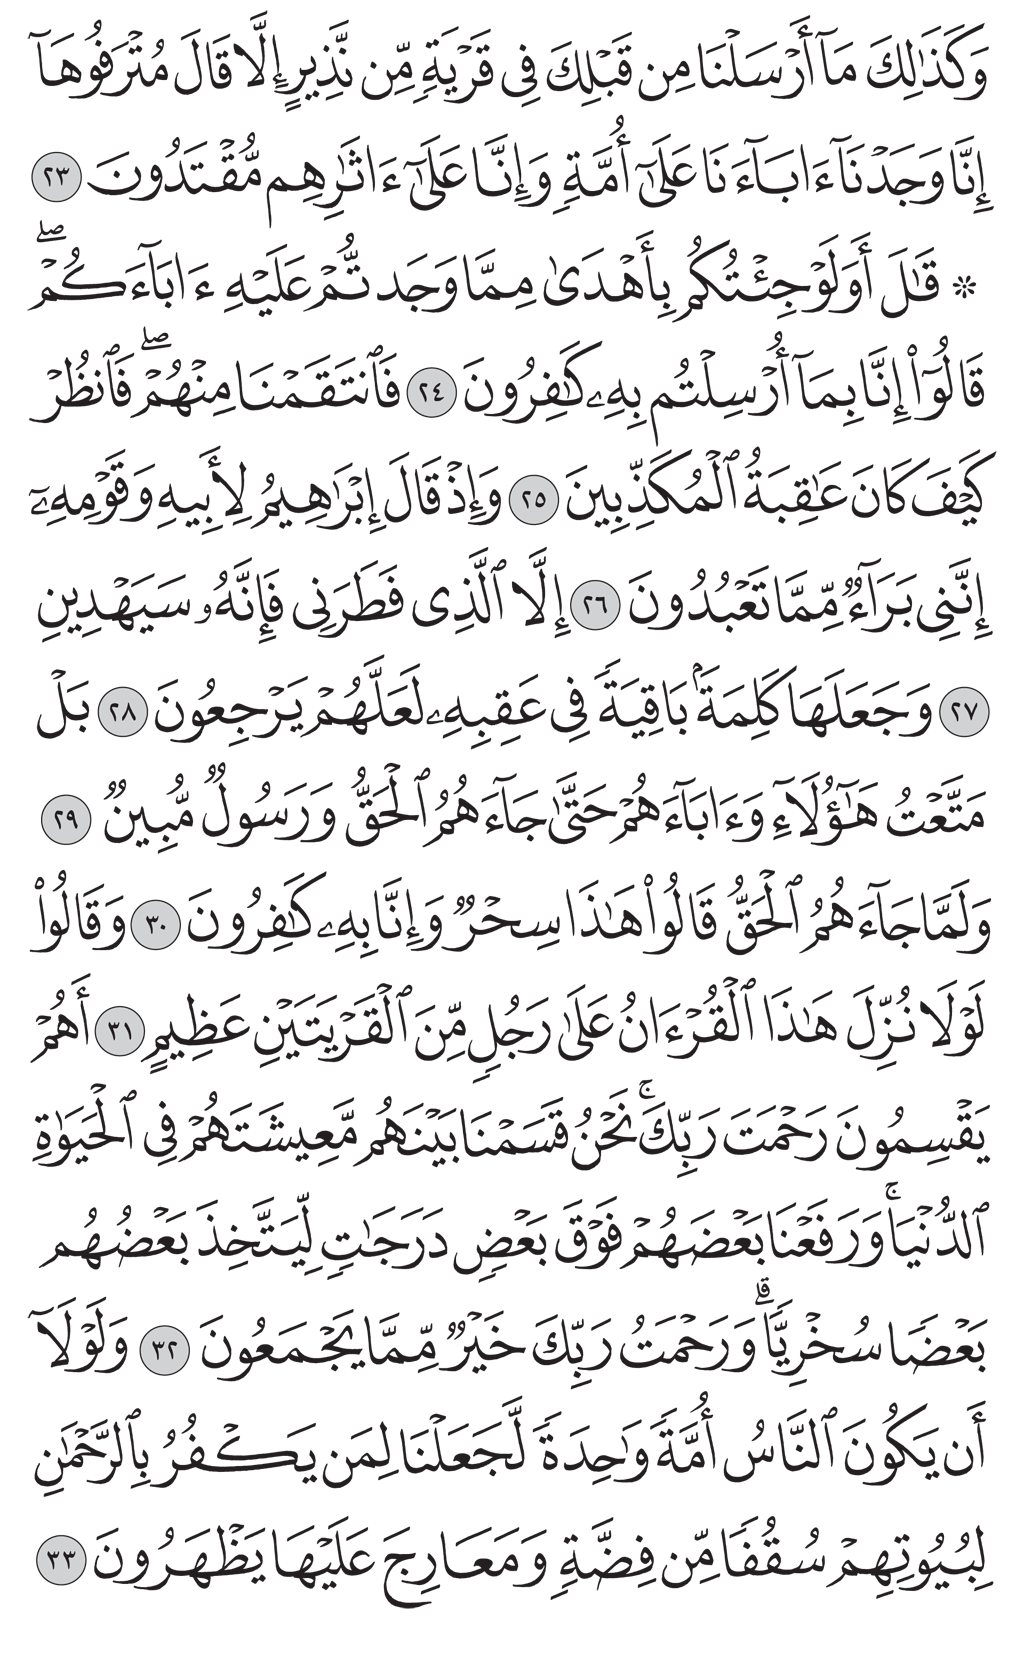 وَكَذَٰلِكَ مَآ أَرۡسَلۡنَا مِن قَبۡلِكَ فِي قَرۡيَةٖ مِّن نَّذِيرٍ إِلَّا قَالَ مُتۡرَفُوهَآ
إِنَّا وَجَدۡنَآ ءَابَآءَنَا عَلَىٰٓ أُمَّةٖ وَإِنَّا عَلَىٰٓ ءَاثَٰرِهِم مُّقۡتَدُونَ ٢٣
۞ قَٰلَ أَوَلَوۡ جِئۡتُكُم بِأَهۡدَىٰ مِمَّا وَجَدتُّمۡ عَلَيۡهِ ءَابَآءَكُمۡۖ
قَالُوٓاْ إِنَّا بِمَآ أُرۡسِلۡتُم بِهِۦ كَٰفِرُونَ ٢٤ فَٱنتَقَمۡنَا مِنۡهُمۡۖ فَٱنظُرۡ
كَيۡفَ كَانَ عَٰقِبَةُ ٱلۡمُكَذِّبِينَ ٢٥ وَإِذۡ قَالَ إِبۡرَٰهِيمُ لِأَبِيهِ وَقَوۡمِهِۦٓ
إِنَّنِي بَرَآءٞ مِّمَّا تَعۡبُدُونَ ٢٦ إِلَّا ٱلَّذِي فَطَرَنِي فَإِنَّهُۥ سَيَهۡدِينِ
٢٧ وَجَعَلَهَا كَلِمَةَۢ بَاقِيَةٗ فِي عَقِبِهِۦ لَعَلَّهُمۡ يَرۡجِعُونَ ٢٨ بَلۡ
مَتَّعۡتُ هَٰٓؤُلَآءِ وَءَابَآءَهُمۡ حَتَّىٰ جَآءَهُمُ ٱلۡحَقُّ وَرَسُولٞ مُّبِينٞ ٢٩
وَلَمَّا جَآءَهُمُ ٱلۡحَقُّ قَالُواْ هَٰذَا سِحۡرٞ وَإِنَّا بِهِۦ كَٰفِرُونَ ٣٠ وَقَالُواْ
لَوۡلَا نُزِّلَ هَٰذَا ٱلۡقُرۡءَانُ عَلَىٰ رَجُلٖ مِّنَ ٱلۡقَرۡيَتَيۡنِ عَظِيمٍ ٣١ أَهُمۡ
يَقۡسِمُونَ رَحۡمَتَ رَبِّكَۚ نَحۡنُ قَسَمۡنَا بَيۡنَهُم مَّعِيشَتَهُمۡ فِي ٱلۡحَيَوٰةِ
ٱلدُّنۡيَاۚ وَرَفَعۡنَا بَعۡضَهُمۡ فَوۡقَ بَعۡضٖ دَرَجَٰتٖ لِّيَتَّخِذَ بَعۡضُهُم
بَعۡضٗا سُخۡرِيّٗاۗ وَرَحۡمَتُ رَبِّكَ خَيۡرٞ مِّمَّا يَجۡمَعُونَ ٣٢ وَلَوۡلَآ
أَن يَكُونَ ٱلنَّاسُ أُمَّةٗ وَٰحِدَةٗ لَّجَعَلۡنَا لِمَن يَكۡفُرُ بِٱلرَّحۡمَٰنِ
لِبُيُوتِهِمۡ سُقُفٗا مِّن فِضَّةٖ وَمَعَارِجَ عَلَيۡهَا يَظۡهَرُونَ ٣٣